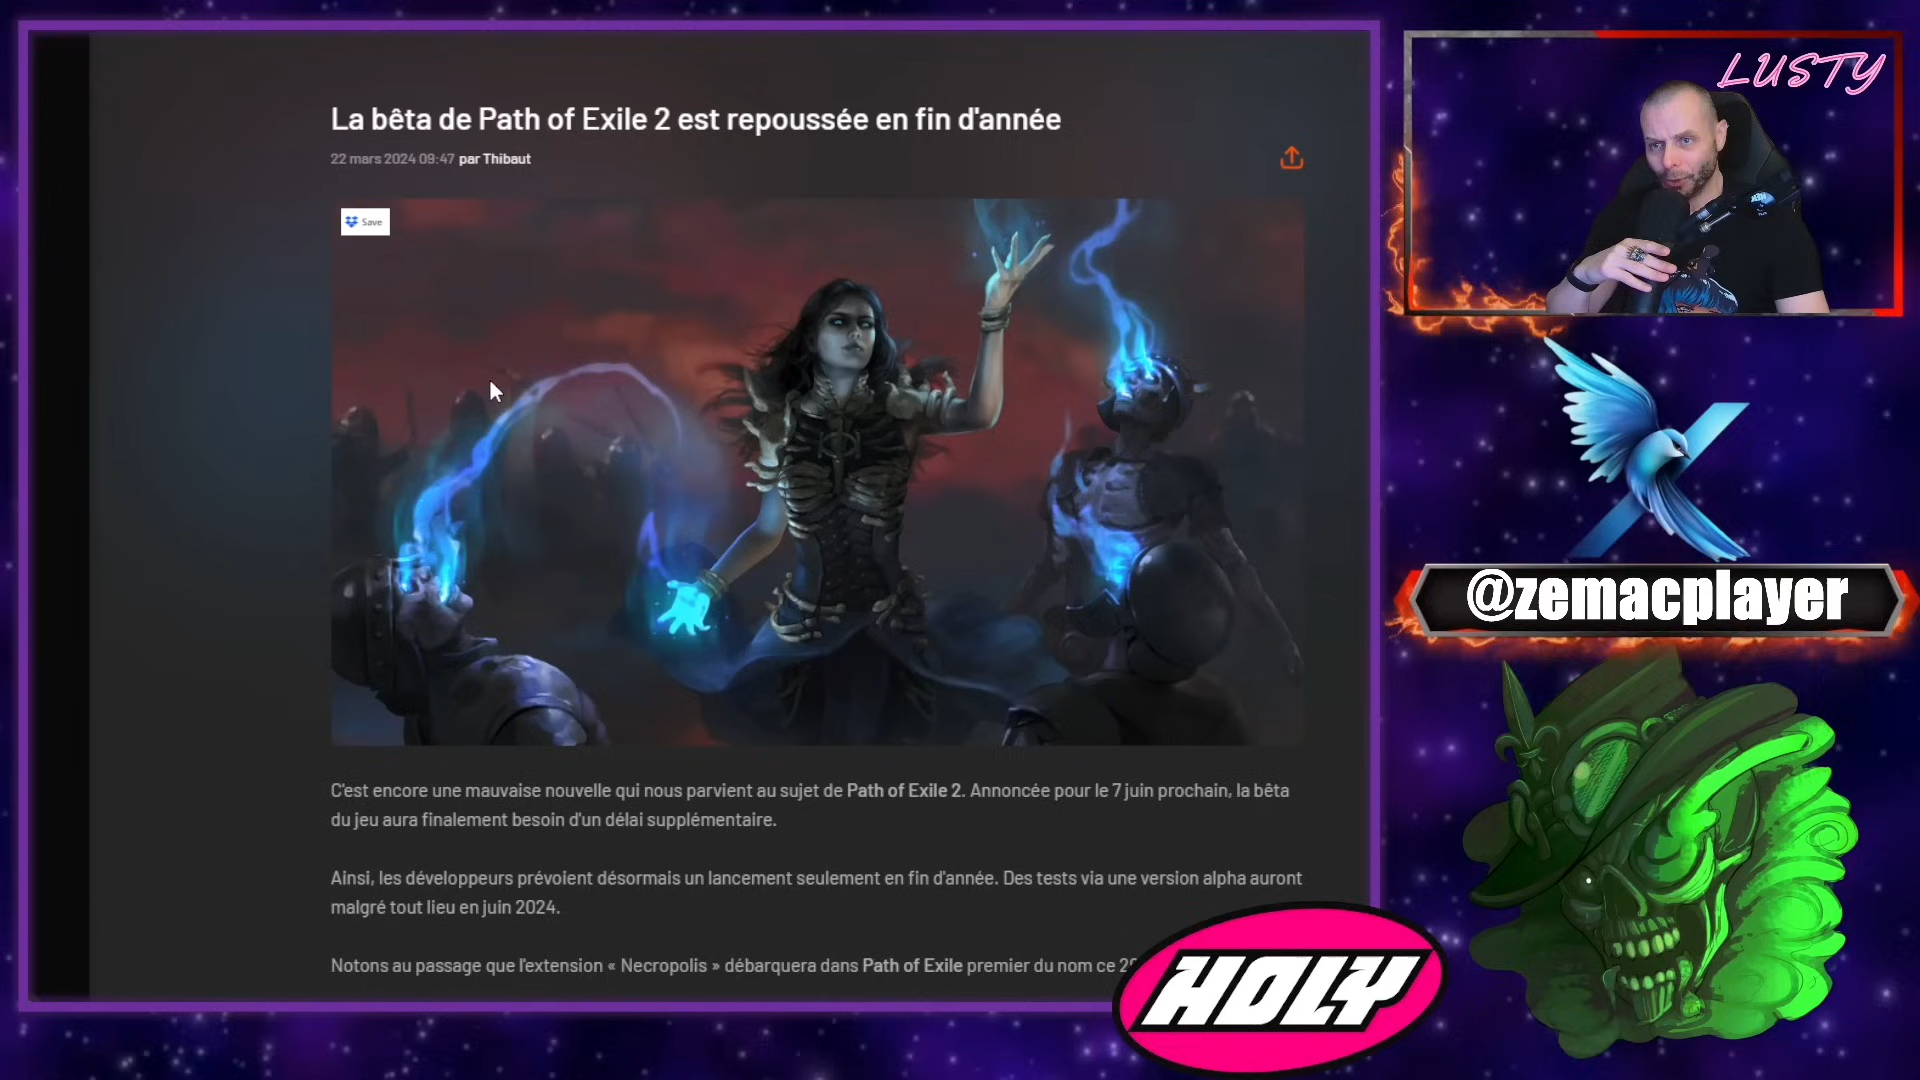 La bêta de Path of Exile 2 est repoussée en fin d'année
22 mars 2024 09:47 par Thibaut
Save
C'est encore une mauvaise nouvelle qui nous parvient au sujet de Path of Exile 2. Annoncée pour le 7 juin prochain, la bêta
du jeu aura finalement besoin d'un délai supplémentaire.
Ainsi, les développeurs prévoient désormais un lancement seulement en fin d'année. Des tests via une version alpha auront
malgré tout lieu en juin 2024.
Notons au passage que l'extension « Necropolis » débarquera dans Path of Exile premier du nom ce
LUSTY
@zemacplayer
HOLY